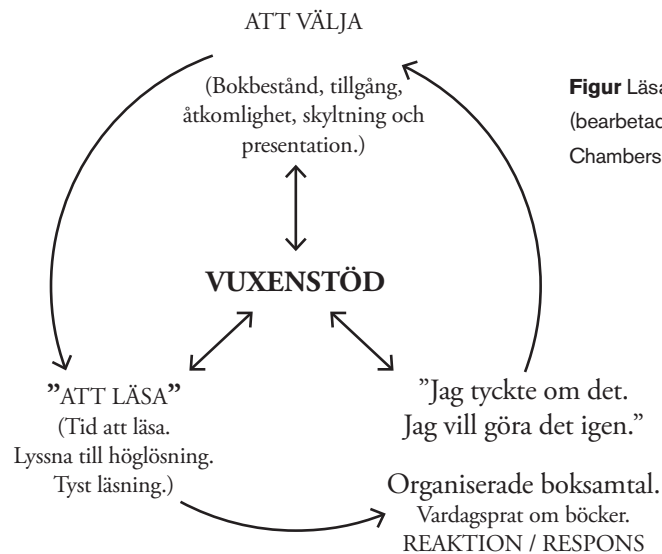 ATT VÄLJA
(Bokbestånd, tillgång,
åtkomlighet, skyltning och
presentation.)
Figur Läsa
(bearbetad
Chambers
VUXENSTÖD
”ATT LÄSA”
(Tid att läsa.
Lyssna till höglösning.
Tyst läsning.)
”Jag tyckte om det.
Jag vill göra det igen.”
Organiserade boksamtal.
Vardagsprat om böcker.
REAKTION / RESPONS